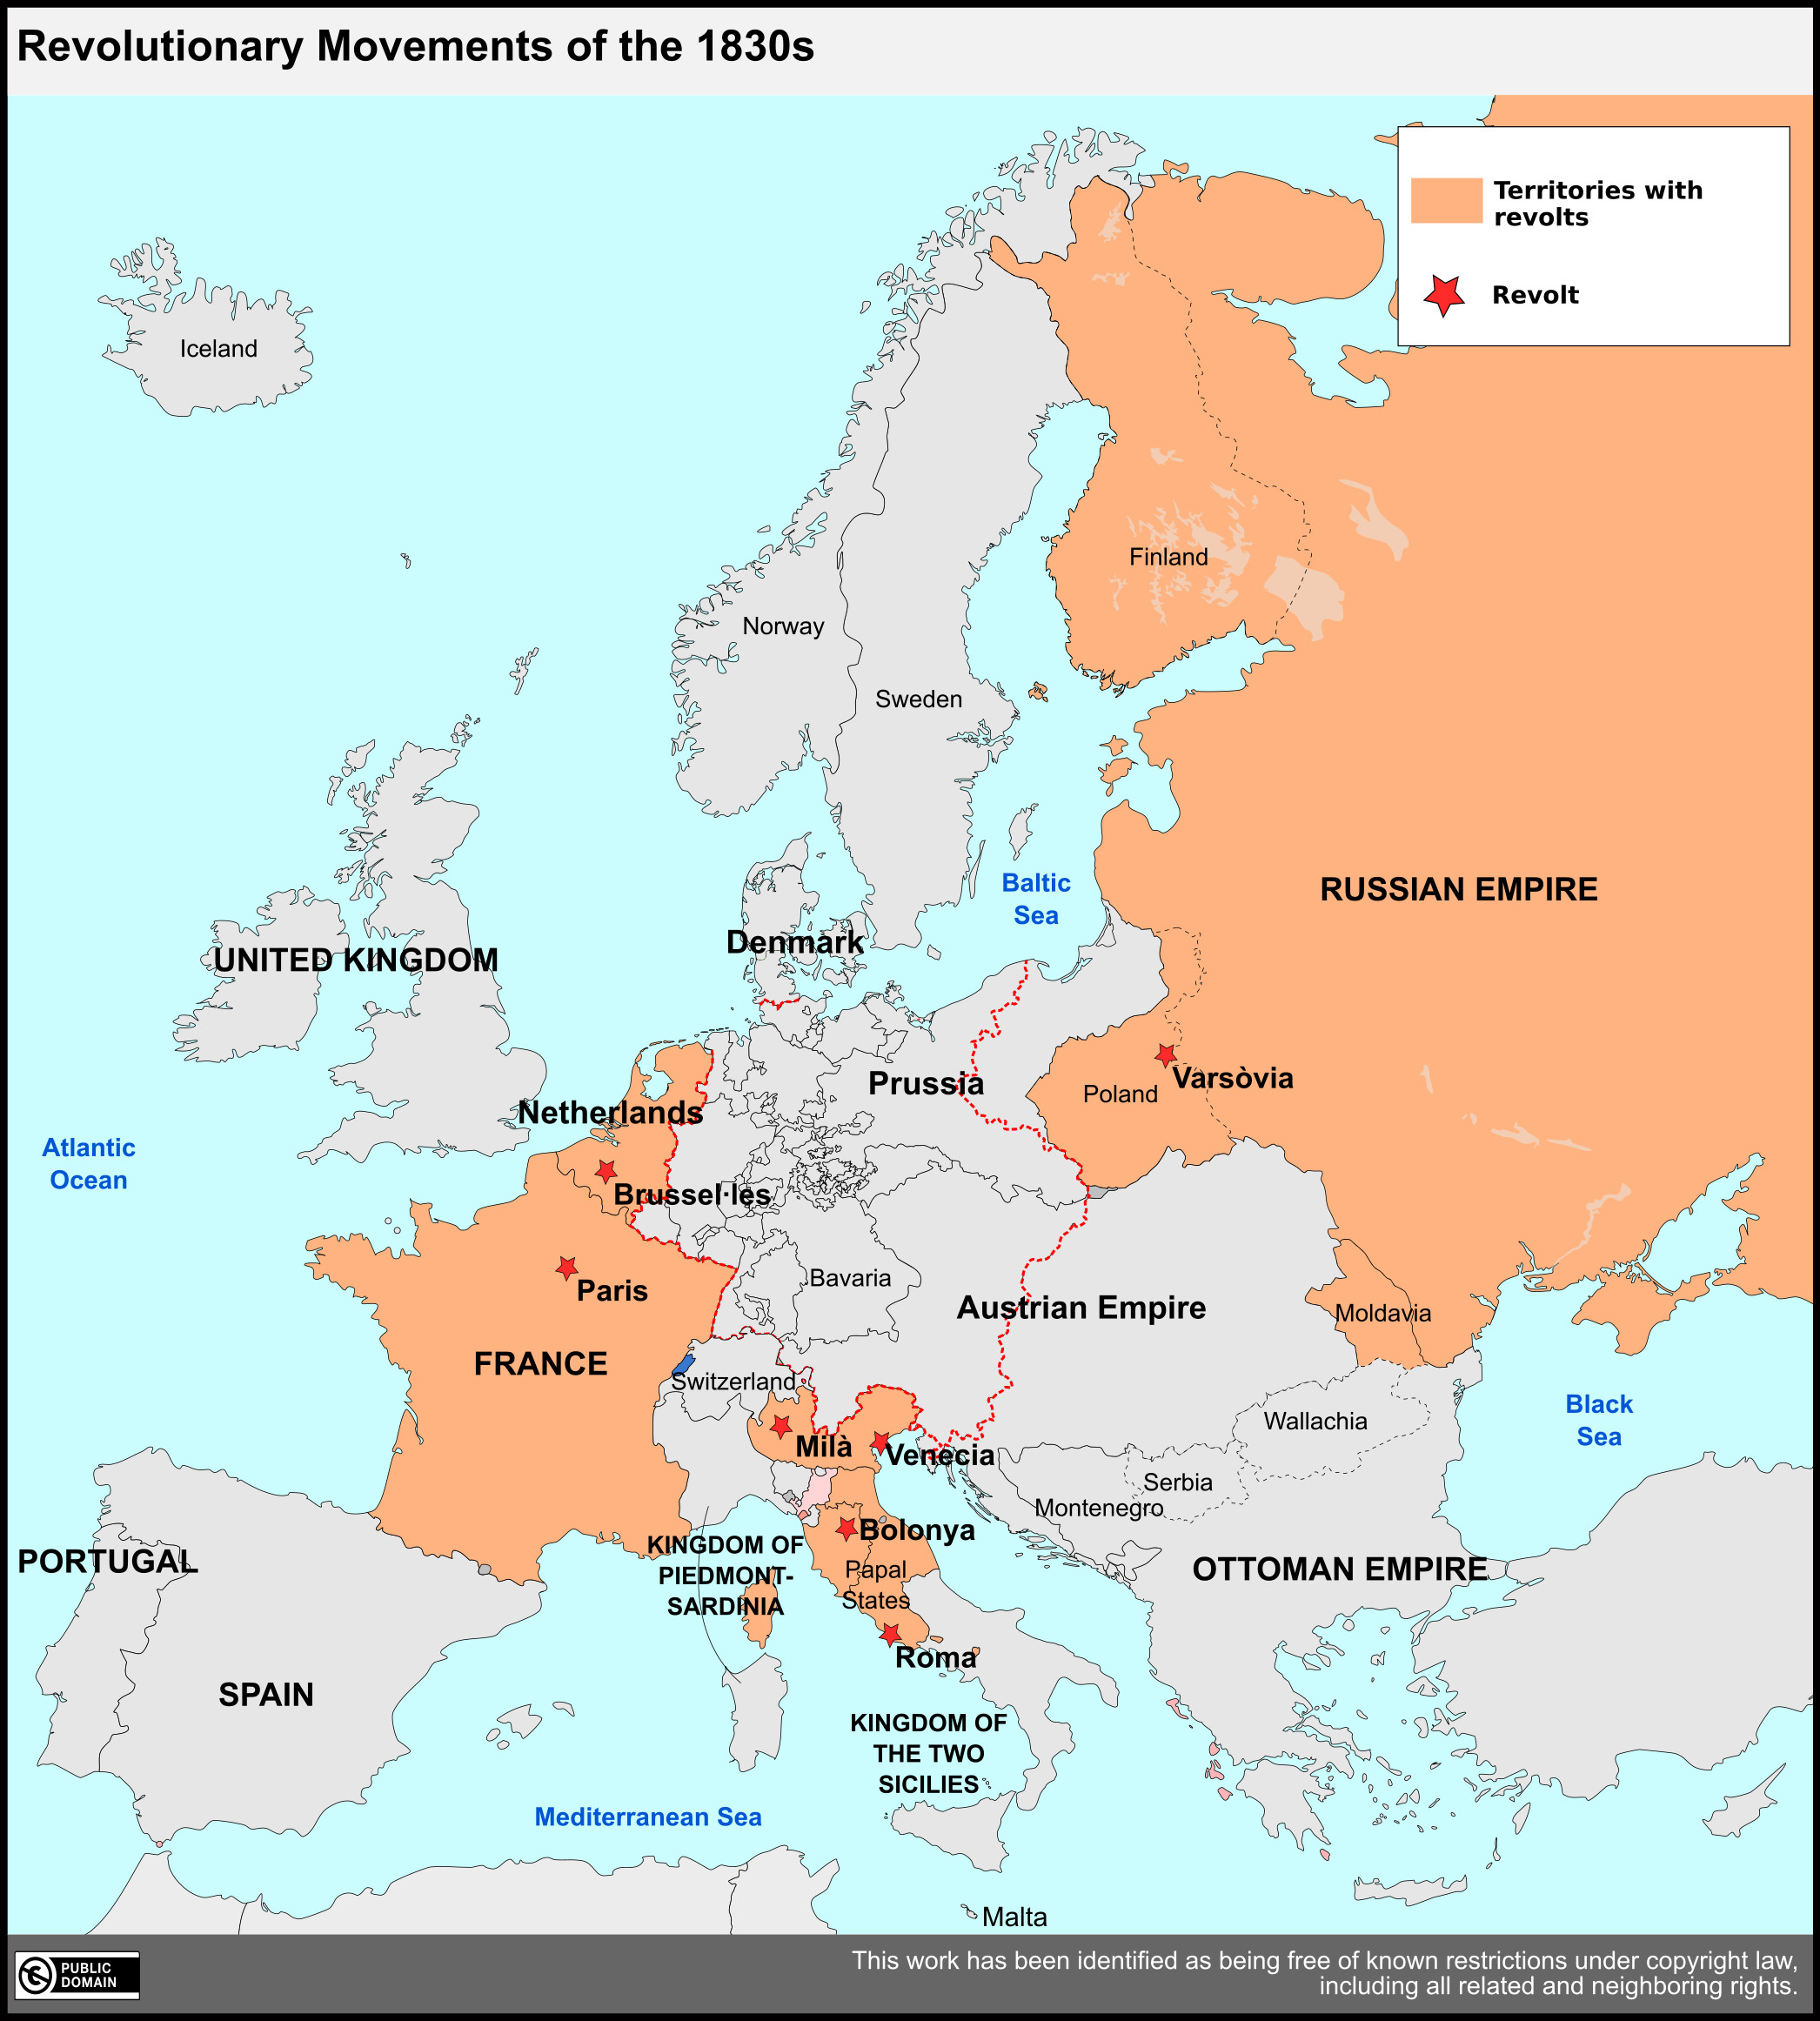 Revolutionary Movements of the 1830s
Territories with
revolts
Revolt
Iceland
Finland
Norway
Sweden
Baltic
Sea
RUSSIAN EMPIRE
Denmark
UNITED KINGDOM
Prussia
Varsòvia
Poland
Netherlands
Atlantic
Ocean
Brussel·les
Paris
Bavaria
Austrian Empire
Moldavia
FRANCE
Switzerland
Black
Sea
Wallachia
Milà
Venecia
Serbia
Montenegro
Bolonya
KINGDOM OF
PIEDMONT-
SARDINIA
PORTUGAL
Papal
States
OTTOMAN EMPIRE
Roma
SPAIN
KINGDOM OF
THE TWO
SICILIES
Mediterranean Sea
Malta
PUBLIC
DOMAIN
This work has been identified as being free of known restrictions under copyright law,
including all related and neighboring rights.